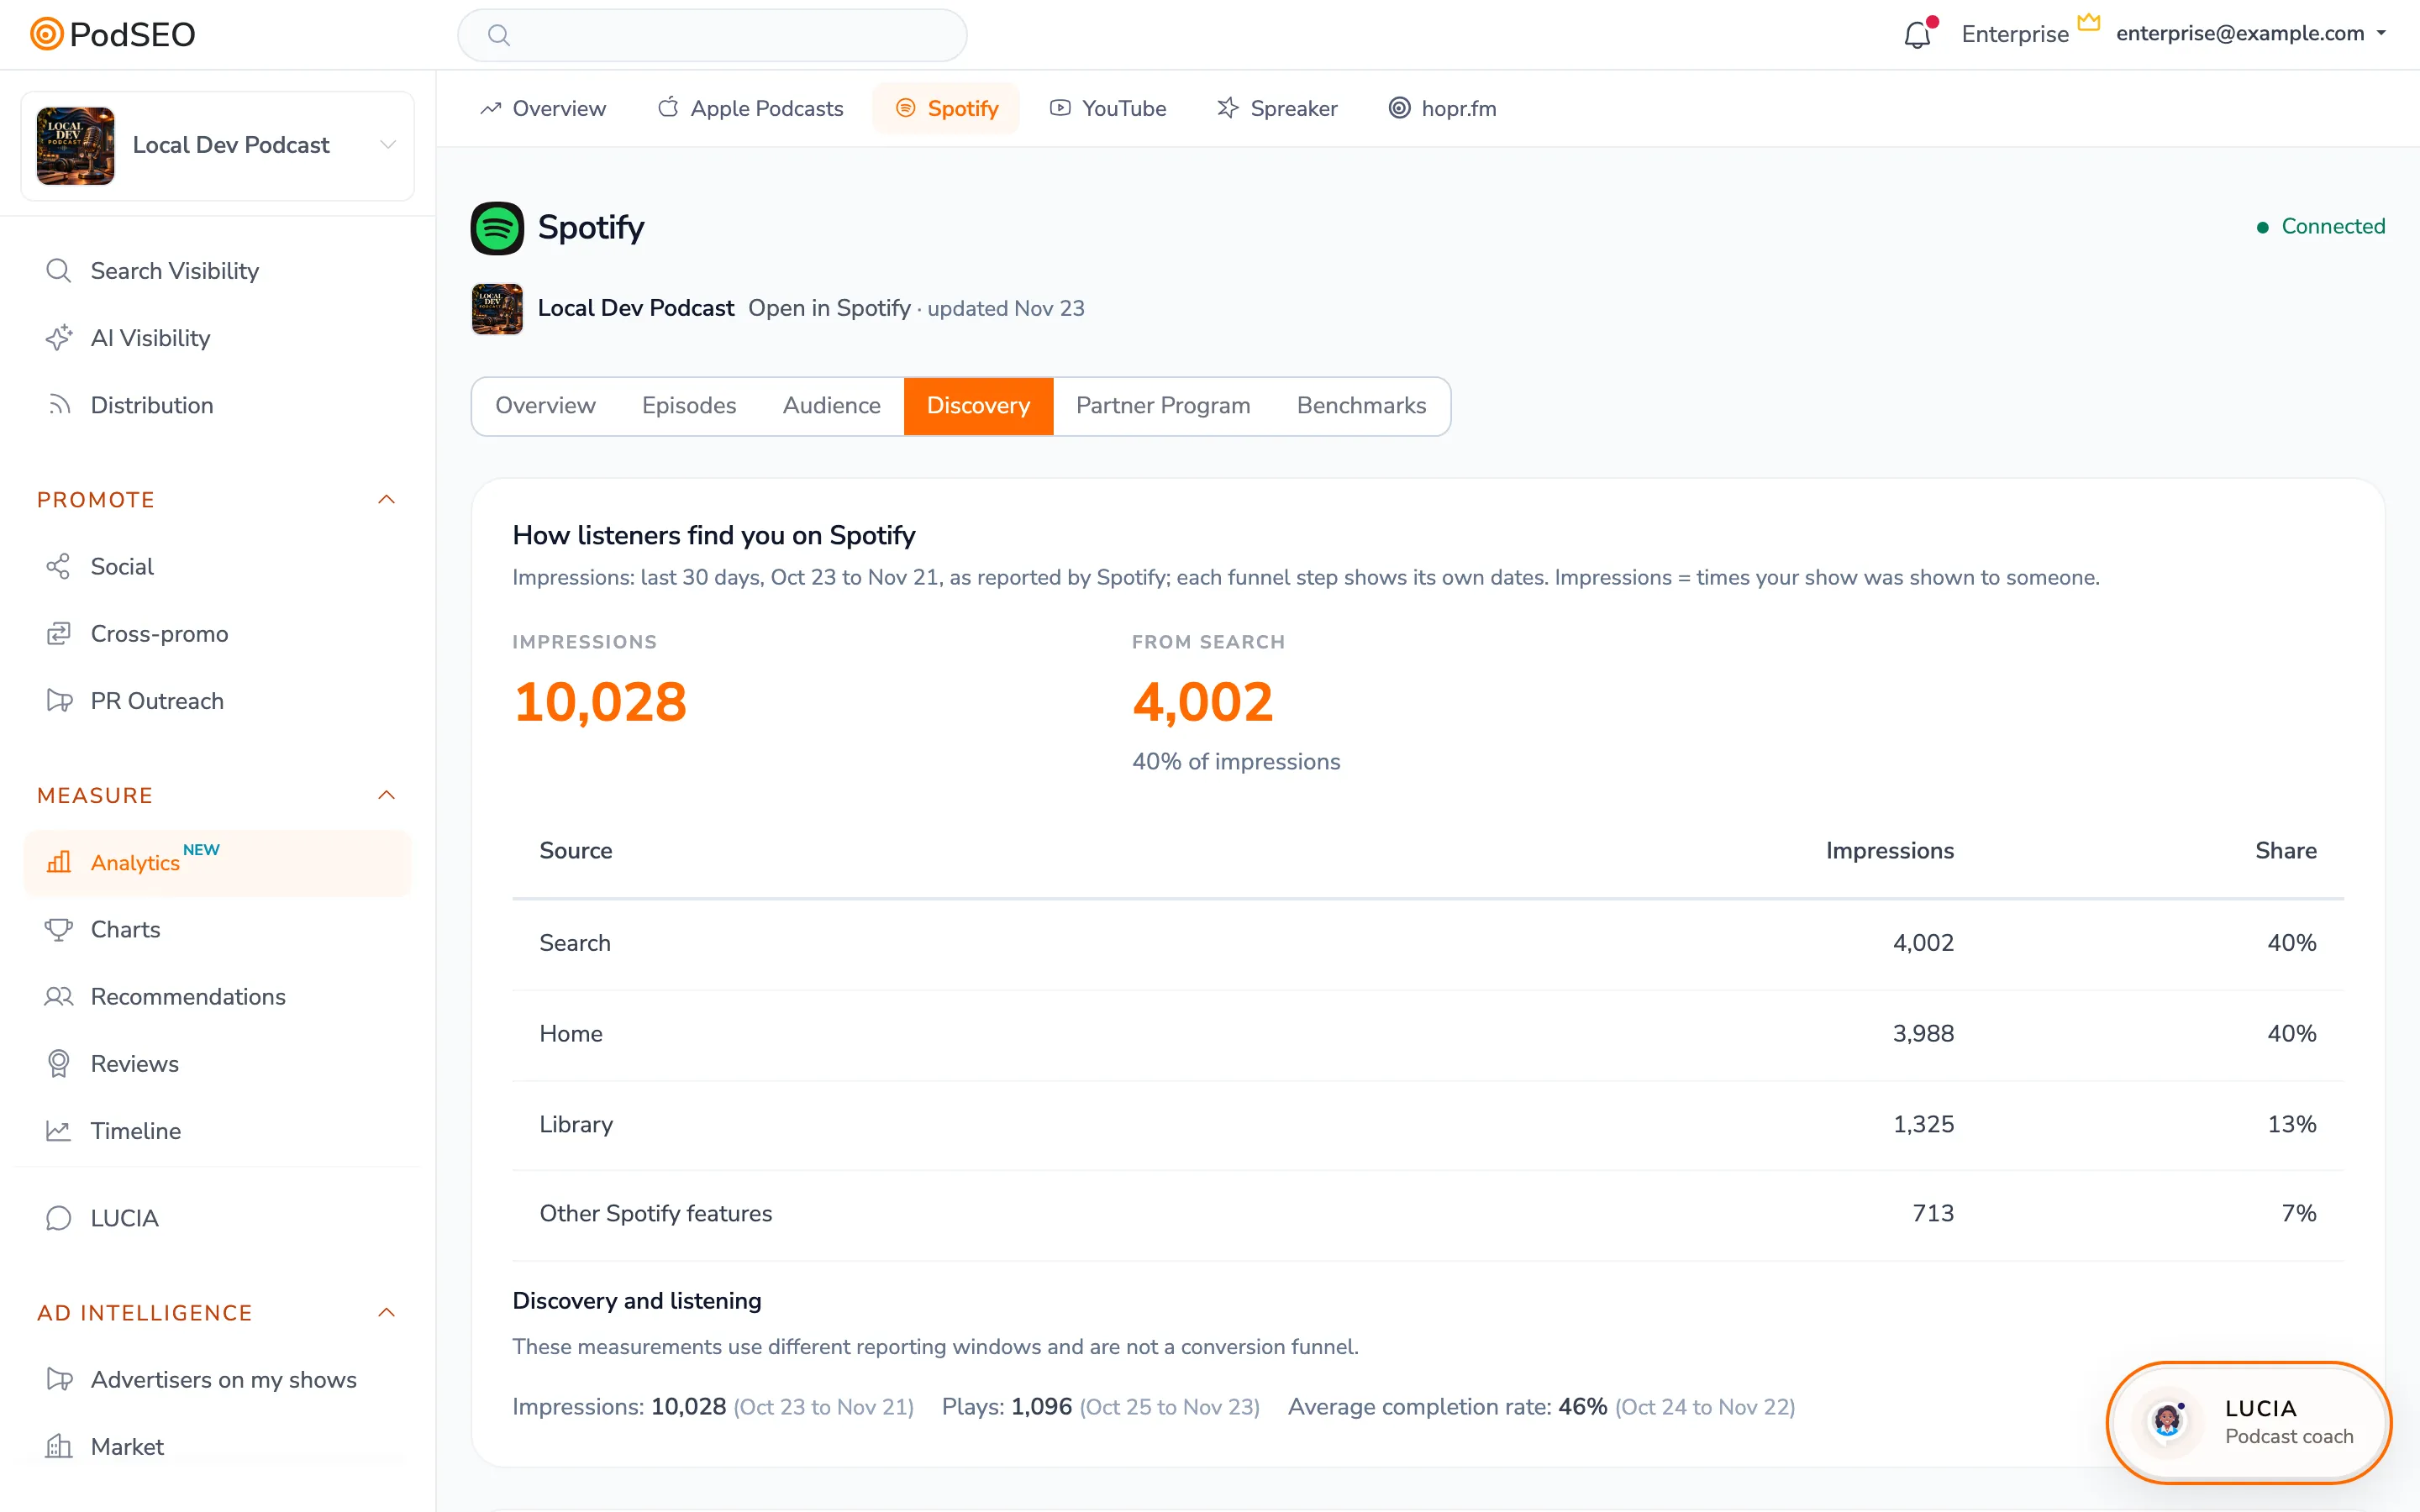 PodSEO
Enterprise
enterprise@example.com
LOCAL DEV PODCAST
Local Dev Podcast
Search Visibility
AI Visibility
Distribution
PROMOTE
Social
Cross-promo
PR Outreach
MEASURE
Analytics NEW
Charts
Recommendations
Reviews
Timeline
LUCIA
AD INTELLIGENCE
Advertisers on my shows
Market
Overview
Apple Podcasts
Spotify
YouTube
Spreaker
hopr.fm
Spotify
Connected
LOCAL DEV PODCAST
Local Dev Podcast Open in Spotify · updated Nov 23
Overview
Episodes
Audience
Discovery
Partner Program
Benchmarks
How listeners find you on Spotify
Impressions: last 30 days, Oct 23 to Nov 21, as reported by Spotify; each funnel step shows its own dates. Impressions = times your show was shown to someone.
IMPRESSIONS
10,028
FROM SEARCH
4,002
40% of impressions
Source Impressions Share
Search 4,002 40%
Home 3,988 40%
Library 1,325 13%
Other Spotify features 713 7%
Discovery and listening
These measurements use different reporting windows and are not a conversion funnel.
Impressions: 10,028 (Oct 23 to Nov 21) Plays: 1,096 (Oct 25 to Nov 23) Average completion rate: 46% (Oct 24 to Nov 22)
LUCIA
Podcast coach